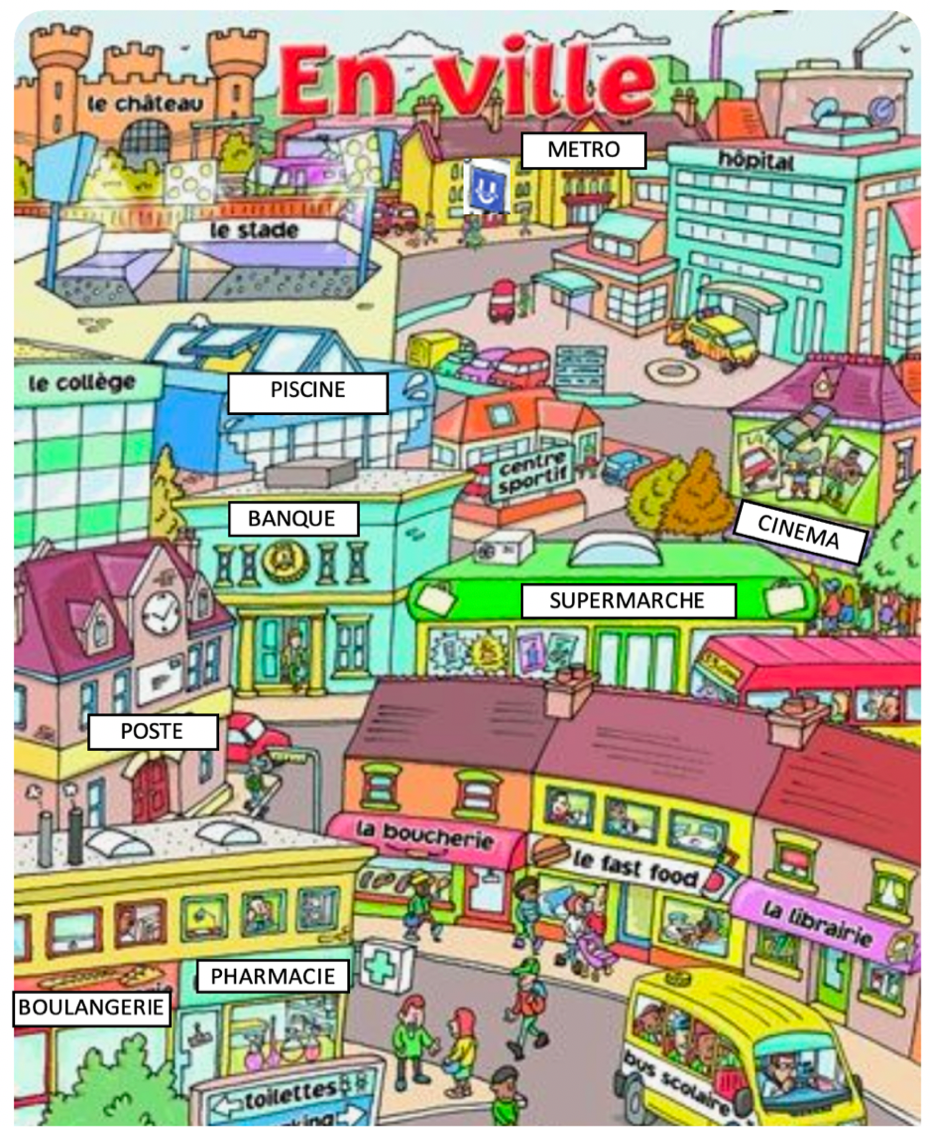 En ville
le château
METRO
hôpital
U
le stade
le collège
PISCINE
centre
sportif
BANQUE
CINEMA
SUPERMARCHE
POSTE
la boucherie
le fast food
la librairie
PHARMACIE
BOULANGERIE
bus scolaire
toilettes